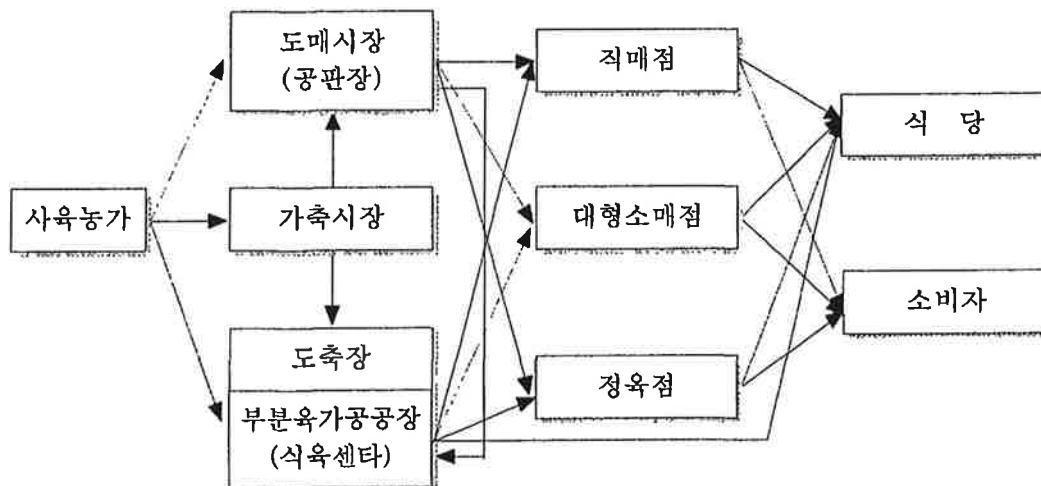 도매시장
(공판장)
직매점
식 당
사육농가
가축시장
대형소매점
소비자
도축장
정육점
부분육가공공장
(식육센타)